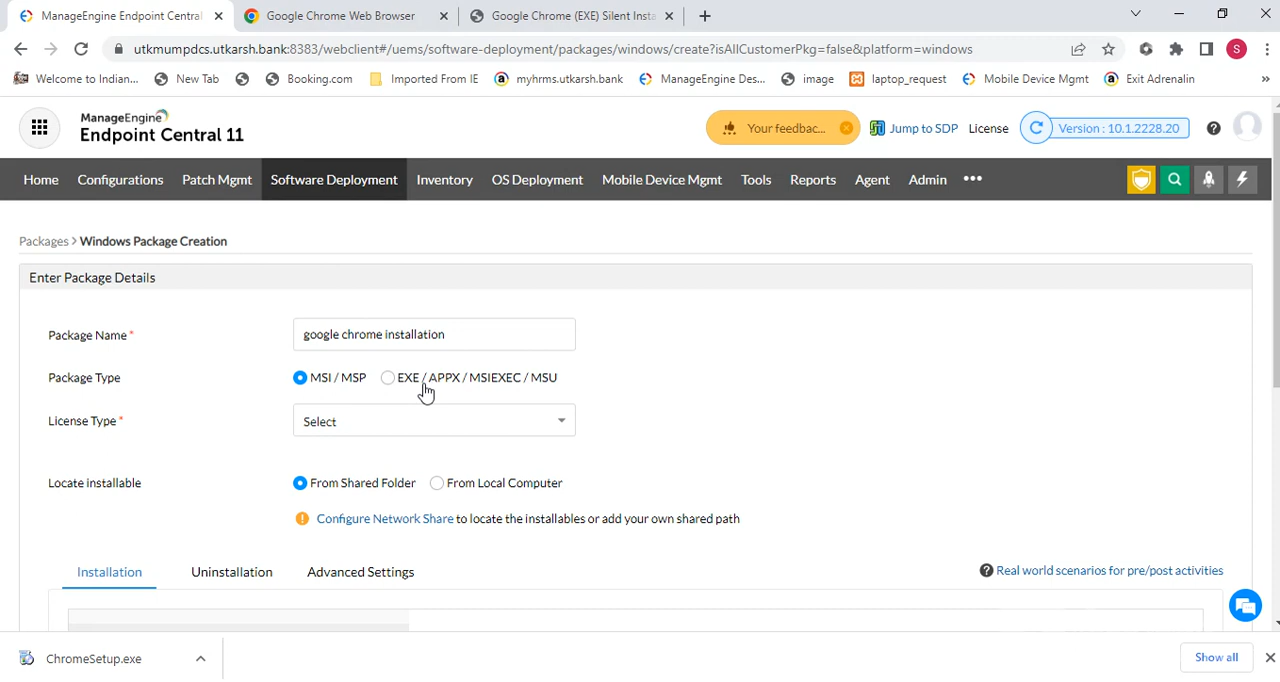 ManageEngine Endpoint Central
Google Chrome Web Browser
Google Chrome (EXE) Silent Insta
utkmumpdcs.utkarsh.bank:8383/webclient#/uems/software-deployment/packages/windows/create?isAllCustomerPkg=false&platform=windows
S
Welcome to Indian...
New Tab
Booking.com
Imported From IE
myhrms.utkarsh.bank
ManageEngine Des...
image
laptop_request
Mobile Device Mgmt
Exit Adrenalin
»
ManageEngine
Endpoint Central 11
Your feedbac...
Jump to SDP
License
Version : 10.1.2228.20
Home
Configurations
Patch Mgmt
Software Deployment
Inventory
OS Deployment
Mobile Device Mgmt
Tools
Reports
Agent
Admin
•••
Packages > Windows Package Creation
Enter Package Details
Package Name *
google chrome installation
Package Type
MSI / MSP
EXE / APPX / MSIEXEC / MSU
License Type *
Select
Locate installable
From Shared Folder
From Local Computer
Configure Network Share to locate the installables or add your own shared path
Installation
Uninstallation
Advanced Settings
Real world scenarios for pre/post activities
ChromeSetup.exe
Show all